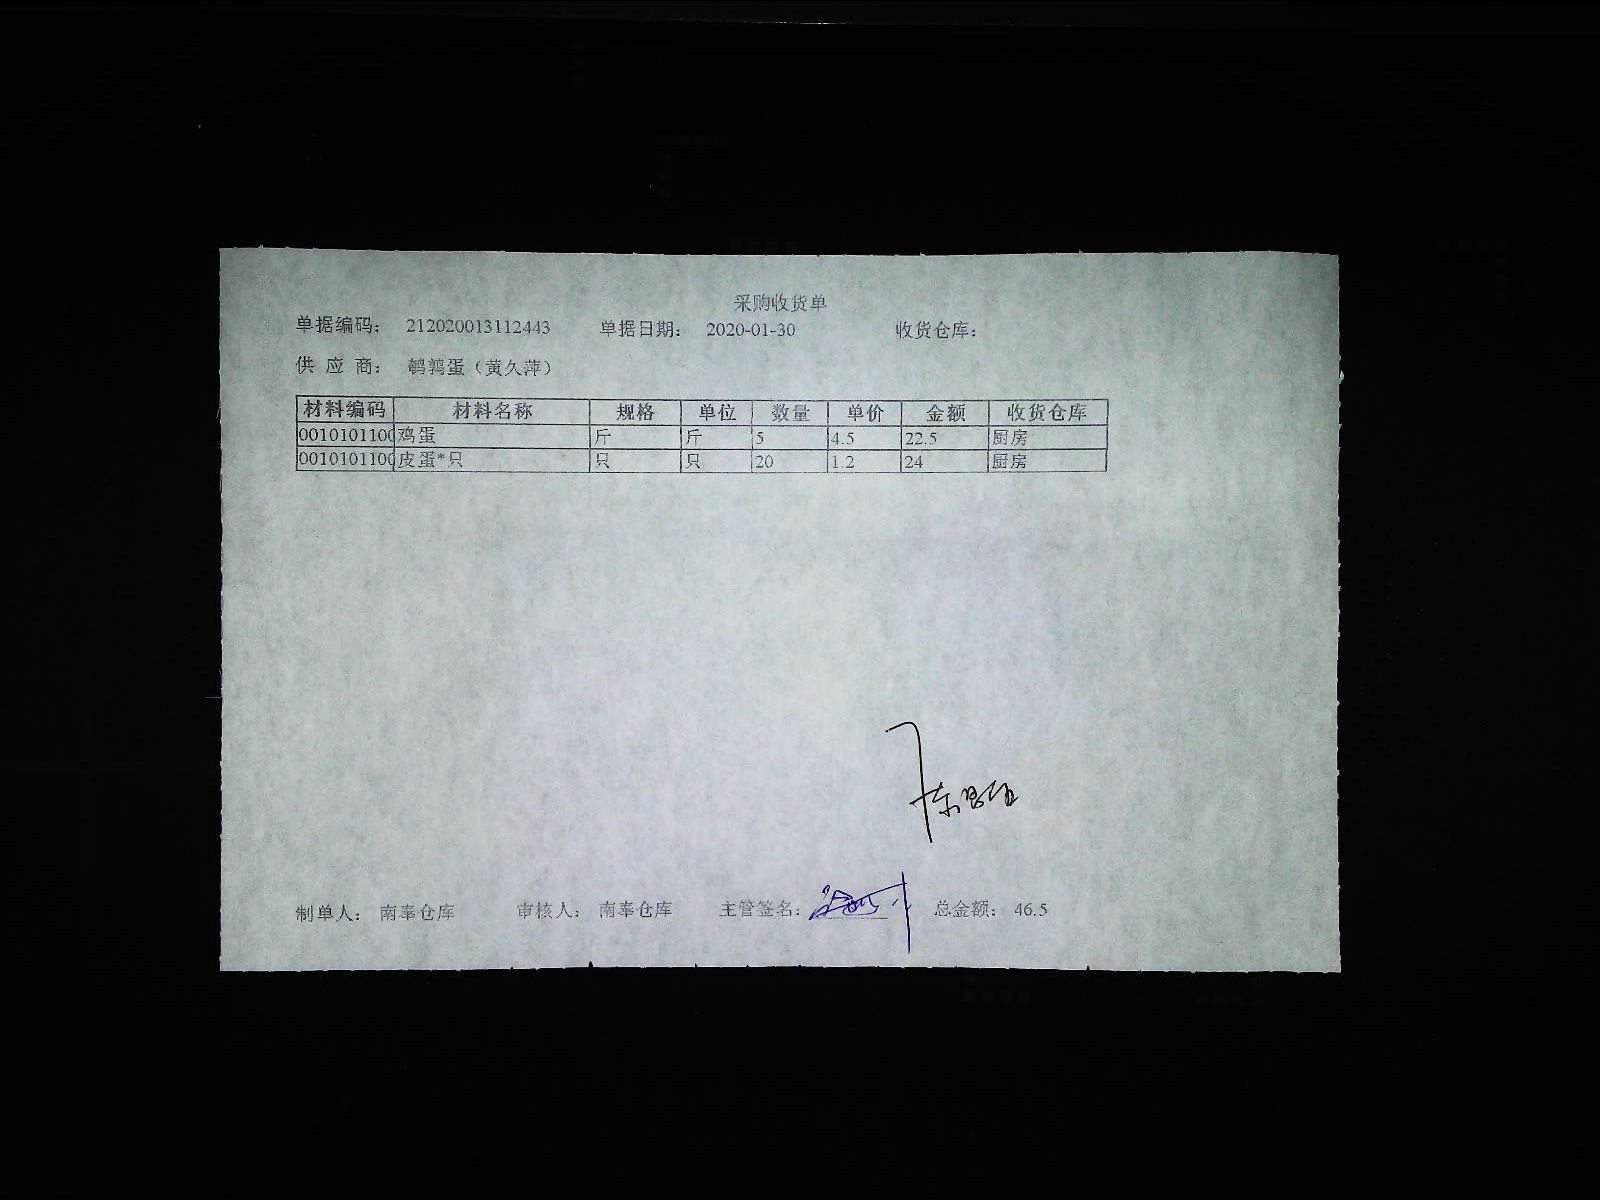 采购收货单
单据编码： 212020013112443 单据日期： 2020-01-30 收货仓库：
供 应 商： 鹌鹑蛋（黄久萍）
材料编码 材料名称 规格 单位 数量 单价 金额 收货仓库
0010101100 鸡蛋 斤 斤 5 4.5 22.5 厨房
0010101100 皮蛋*只 只 只 20 1.2 24 厨房
制单人： 南奉仓库 审核人： 南奉仓库 主管签名： 总金额： 46.5